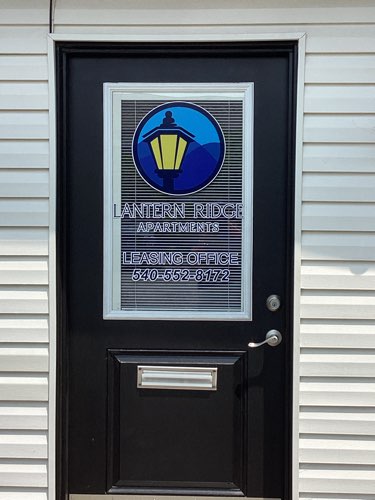 LANTERN RIDGE
APARTMENTS
LEASING OFFICE
540-552-8172